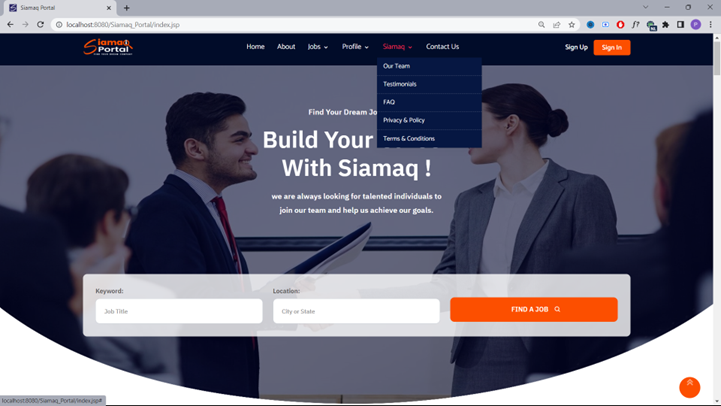 Siamaq Portal
localhost:8080/Siamaq_Portal/index.jsp
Siamaq
Portal
Home About Jobs Profile Siamaq Contact Us
Sign Up Sign In
Our Team
Testimonials
FAQ
Privacy & Policy
Terms & Conditions
Find Your Dream Jo
Build Your
With Siamaq !
we are always looking for talented individuals to
join our team and help us achieve our goals.
Keyword: Location:
Job Title City or State FIND A JOB
localhost:8080/Siamaq_Portal/index.jsp#